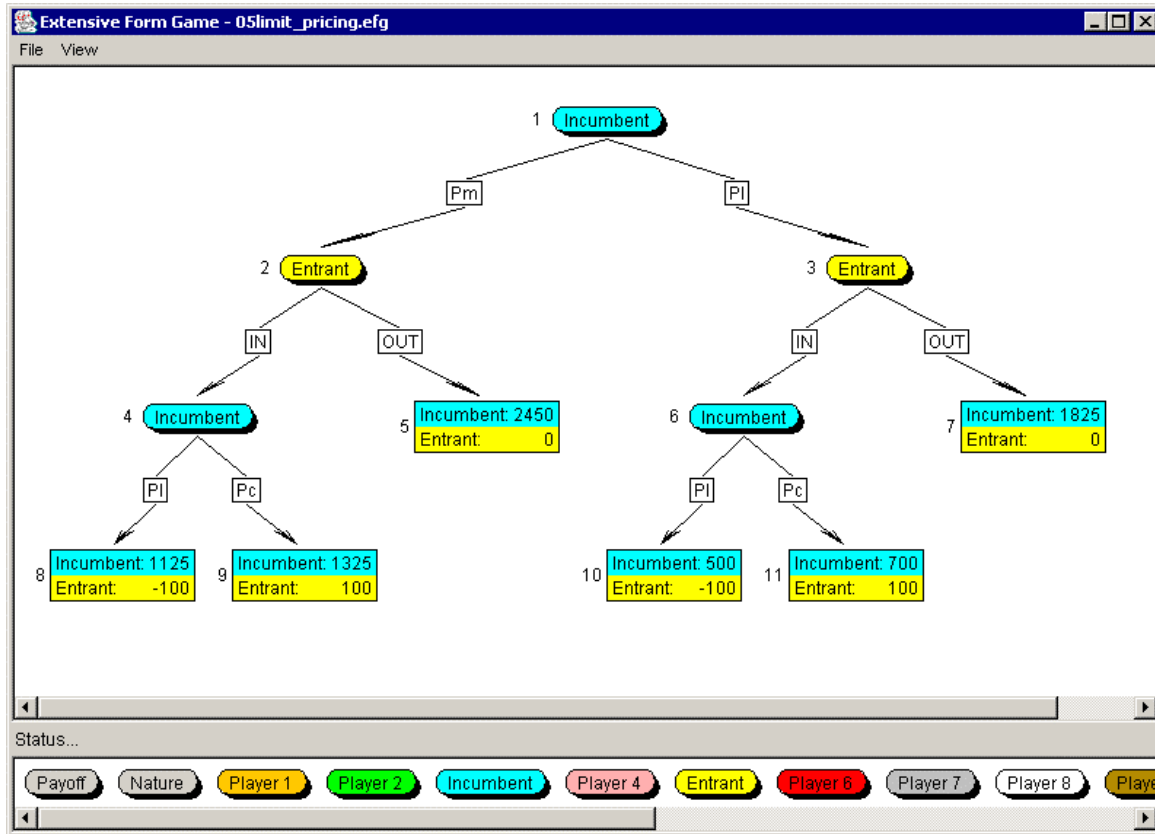 Extensive Form Game - 05limit_pricing.efg
File View
1 Incumbent
Pm Pl
2 Entrant 3 Entrant
IN OUT IN OUT
4 Incumbent 5 Incumbent: 2450 6 Incumbent 7 Incumbent: 1825
Entrant: 0 Entrant: 0
Pl Pc Pl Pc
8 Incumbent: 1125 9 Incumbent: 1325 10 Incumbent: 500 11 Incumbent: 700
Entrant: -100 Entrant: 100 Entrant: -100 Entrant: 100
Status...
Payoff Nature Player 1 Player 2 Incumbent Player 4 Entrant Player 6 Player 7 Player 8 Playe